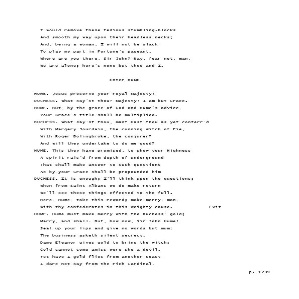 I would remove these tedious stumbling-blocks
And smooth my way upon their headless necks;
And, being a woman, I will not be slack
To play my part in Fortune's pageant.
Where are you there, Sir John? Nay, fear not, man,
We are alone; here's none but thee and I.
Enter HUME
HUME. Jesus preserve your royal Majesty!
DUCHESS. What say'st thou? Majesty! I am but Grace.
HUME. But, by the grace of God and Hume's advice,
Your Grace's title shall be multiplied.
DUCHESS. What say'st thou, man? Hast thou as yet conferr'd
With Margery Jourdain, the cunning witch of Eie,
With Roger Bolingbroke, the conjurer?
And will they undertake to do me good?
HUME. This they have promised, to show your Highness
A spirit rais'd from depth of underground
That shall make answer to such questions
As by your Grace shall be propounded him
DUCHESS. It is enough; I'll think upon the questions;
When from Saint Albans we do make return
We'll see these things effected to the full.
Here, Hume, take this reward; make merry, man,
With thy confederates in this weighty cause. Exit
HUME. Hume must make merry with the Duchess' gold;
Marry, and shall. But, how now, Sir John Hume!
Seal up your lips and give no words but mum:
The business asketh silent secrecy.
Dame Eleanor gives gold to bring the witch:
Gold cannot come amiss were she a devil.
Yet have I gold flies from another coast-
I dare not say from the rich Cardinal,